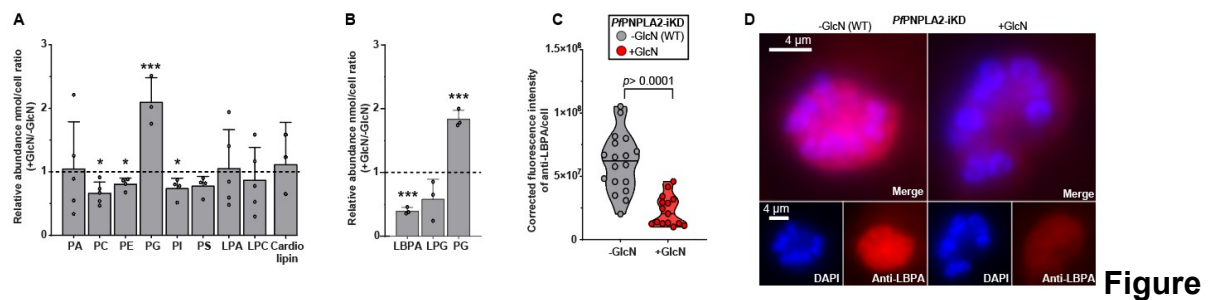 A
Relative abundance nmol/cell ratio
(+GlcN/-GlcN)
3
2
1
0
***
*
*
*
PA
PC
PE
PG
PI
PS
LPA
LPC
Cardio
lipin
B
Relative abundance nmol/cell ratio
(+GlcN/-GlcN)
3
2
1
0
***
***
LBPA
LPG
PG
C
PfPNPLA2-iKD
-GlcN (WT)
+GlcN
Corrected fluorescence intensity
of anti-LBPA/cell
1.5×10⁸
1×10⁸
5×10⁷
0
p> 0.0001
-GlcN
+GlcN
D
PfPNPLA2-iKD
-GlcN (WT)
+GlcN
4 µm
Merge
Merge
4 µm
DAPI
Anti-LBPA
DAPI
Anti-LBPA
Figure